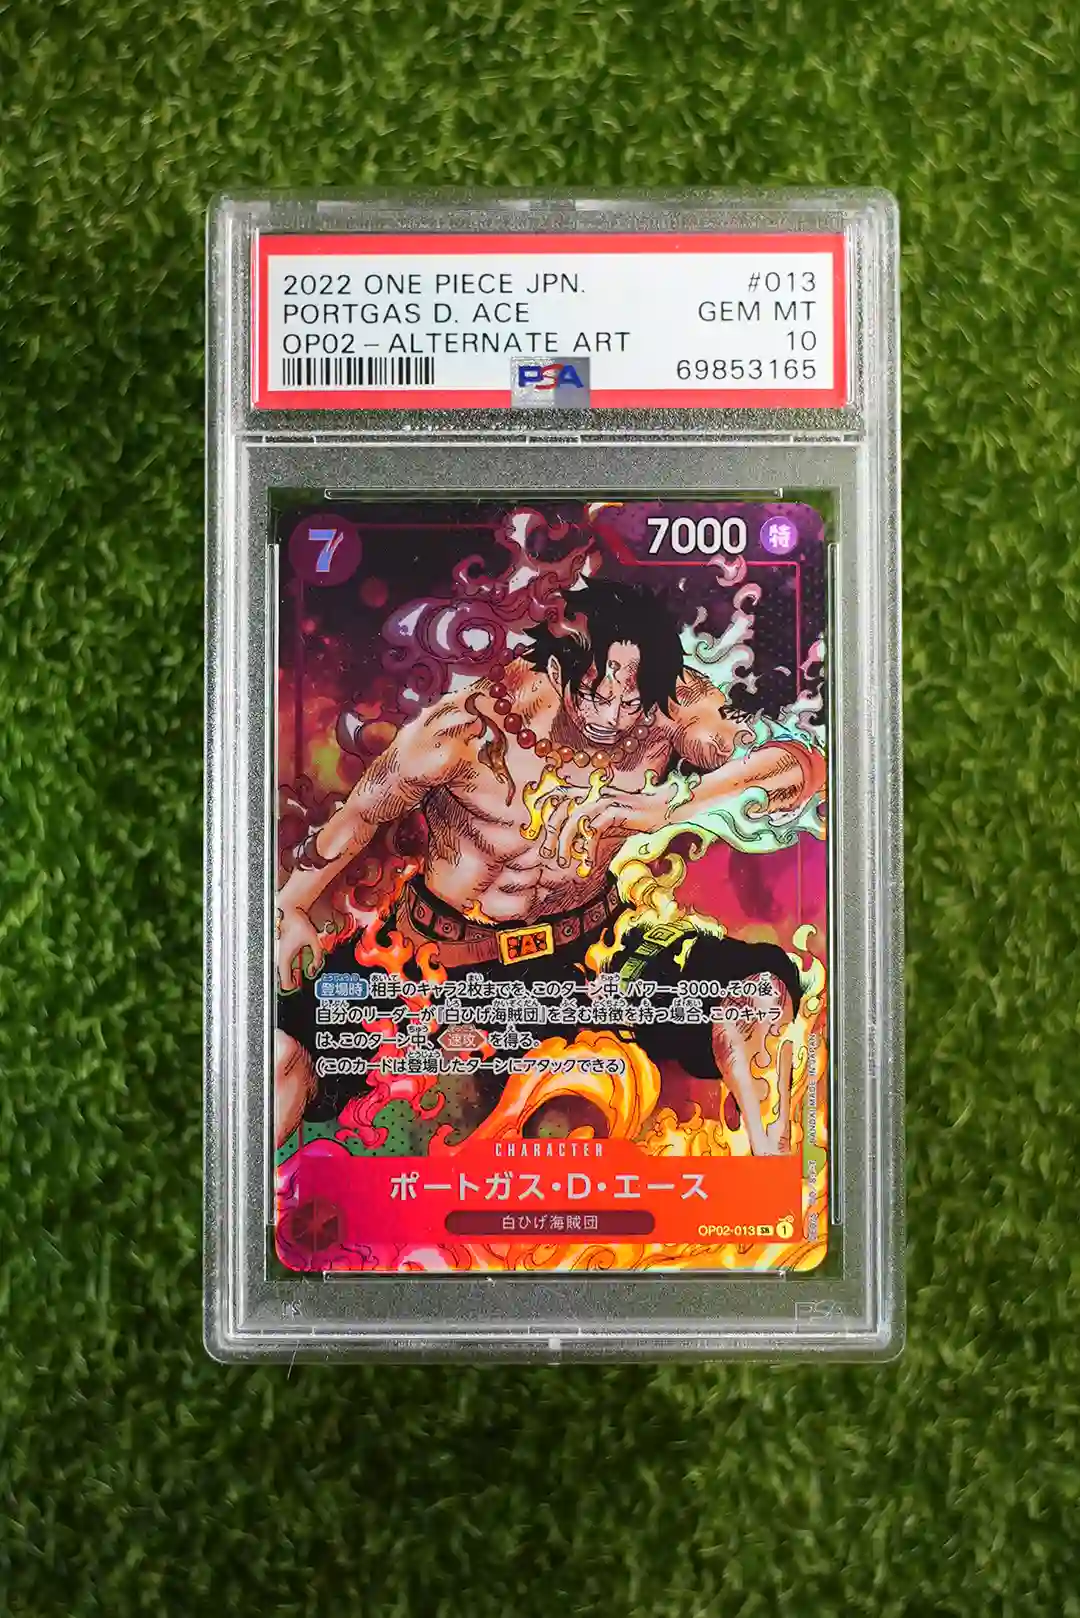 2022 ONE PIECE JPN. #013
PORTGAS D. ACE GEM MT
OP02 – ALTERNATE ART 10
PSA 69853165
7 7000 特
登場時 相手のキャラ2枚までを、このターン中、パワー-3000。その後、
自分のリーダーが『白ひげ海賊団』を含む特徴を持つ場合、このキャラ
は、このターン中、速攻を得る。
(このカードは登場したターンにアタックできる)
CHARACTER
ポートガス・D・エース
白ひげ海賊団
OP02-013 SR 1
BANDAI MADE IN JAPAN
PSA